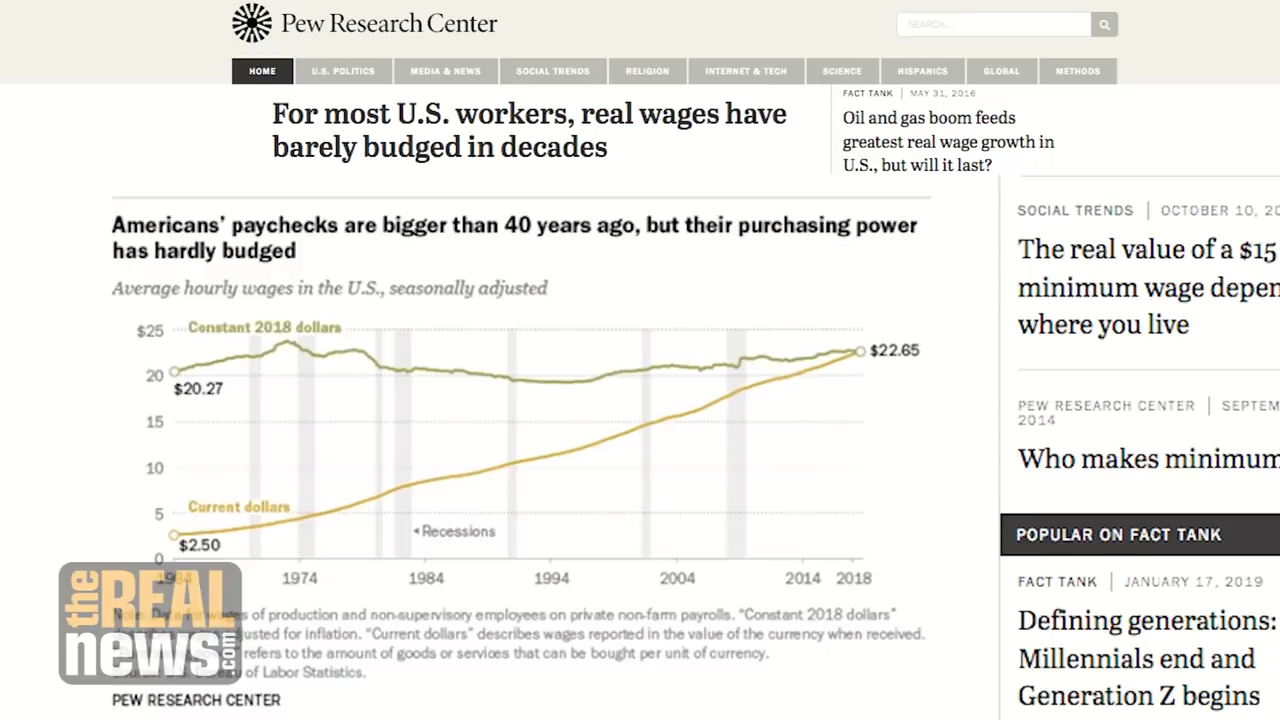 Pew Research Center
SEARCH...
HOME
U.S. POLITICS
MEDIA & NEWS
SOCIAL TRENDS
RELIGION
INTERNET & TECH
SCIENCE
HISPANICS
GLOBAL
METHODS
For most U.S. workers, real wages have
barely budged in decades
FACT TANK | MAY 31, 2016
Oil and gas boom feeds
greatest real wage growth in
U.S., but will it last?
Americans' paychecks are bigger than 40 years ago, but their purchasing power
has hardly budged
Average hourly wages in the U.S., seasonally adjusted
$25
Constant 2018 dollars
$22.65
20
$20.27
15
10
5
Current dollars
$2.50
◂Recessions
0
1964
1974
1984
1994
2004
2014
2018
of production and non-supervisory employees on private non-farm payrolls. "Constant 2018 dollars"
for inflation. "Current dollars" describes wages reported in the value of the currency when received.
refers to the amount of goods or services that can be bought per unit of currency.
of Labor Statistics.
PEW RESEARCH CENTER
the REAL
news.com
SOCIAL TRENDS | OCTOBER 10, 20
The real value of a $15
minimum wage depen
where you live
PEW RESEARCH CENTER | SEPTEM
2014
Who makes minimum
POPULAR ON FACT TANK
FACT TANK | JANUARY 17, 2019
Defining generations:
Millennials end and
Generation Z begins